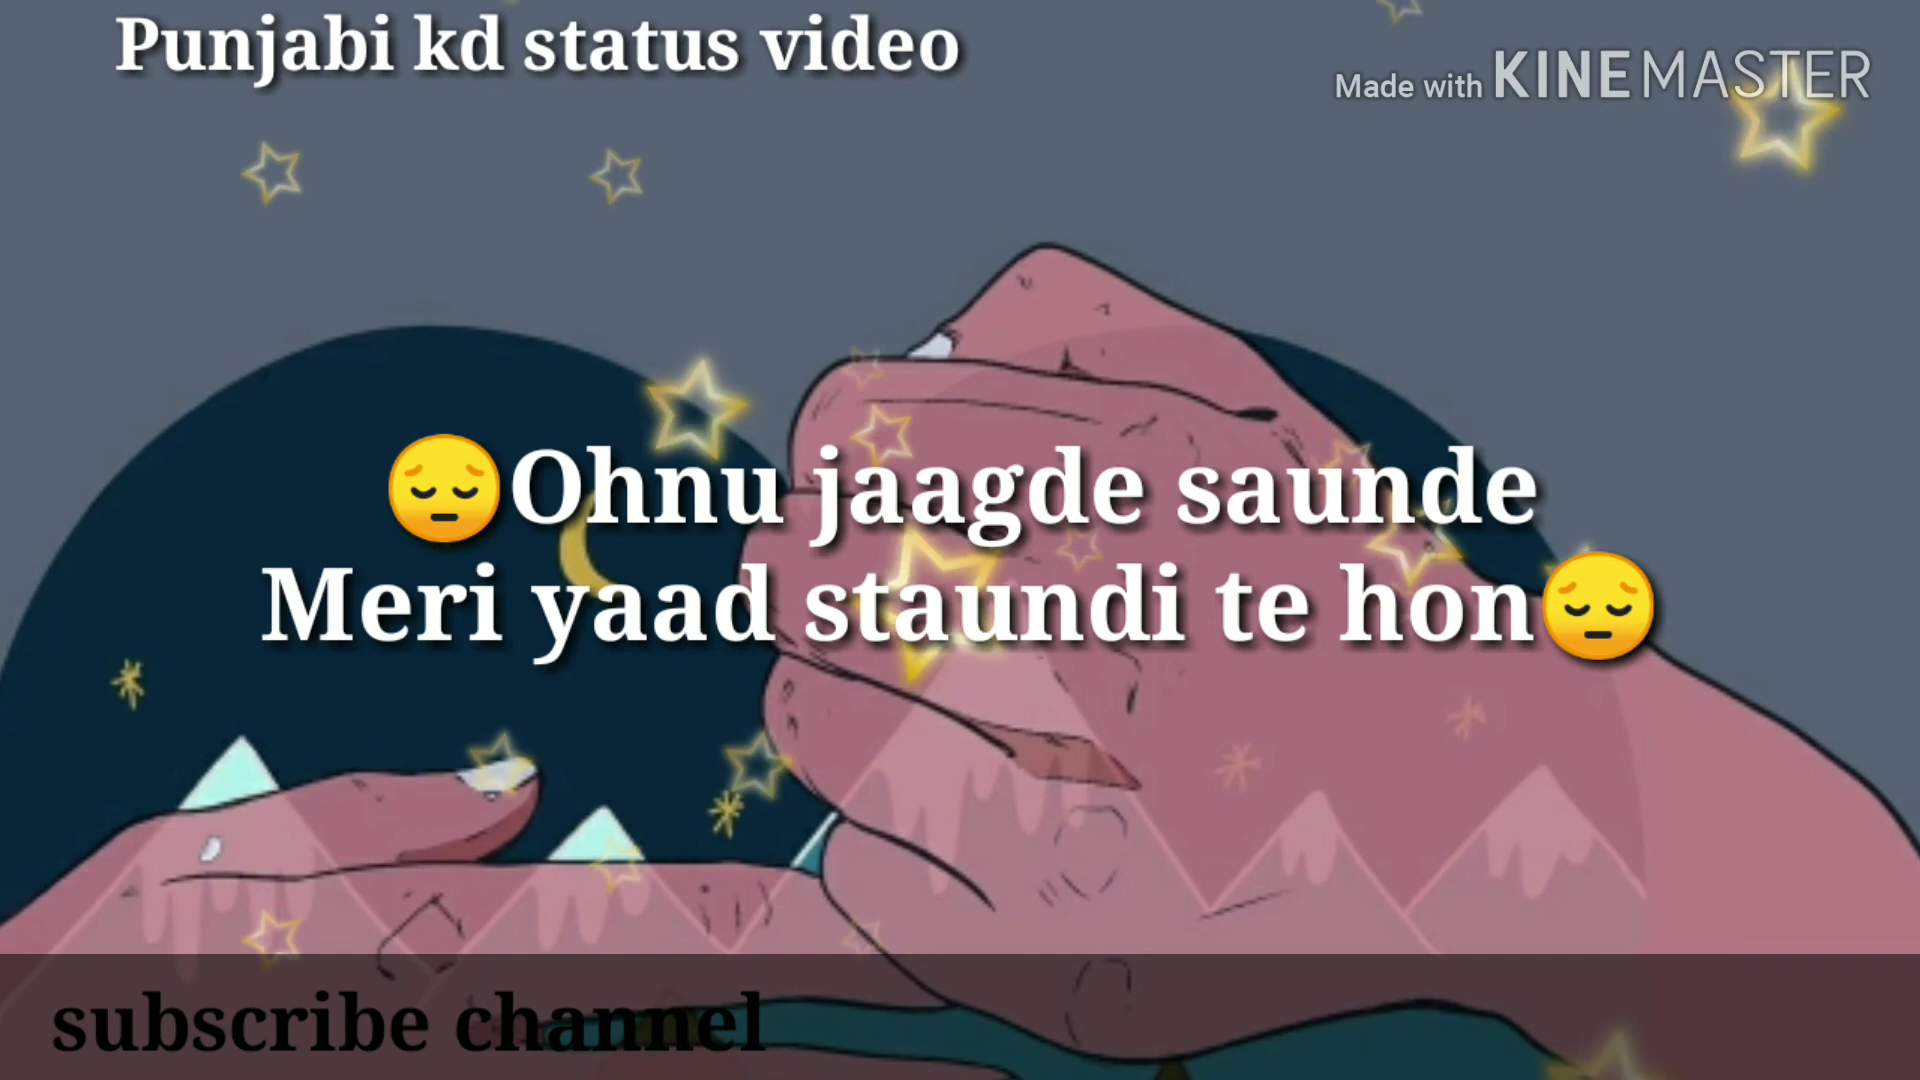 Punjabi kd status video
Made with KINEMASTER
😔Ohnu jaagde saunde
Meri yaad staundi te hon😔
subscribe channel